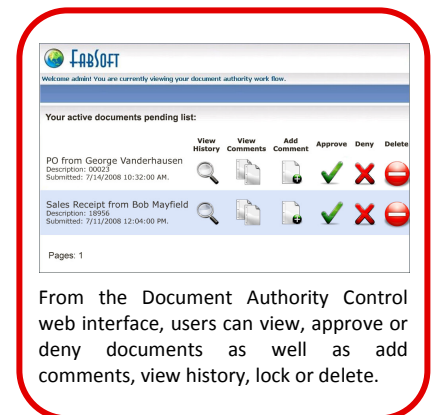 FabSoft
Welcome admin! You are currently viewing your document authority work flow.
Your active documents pending list:
View History View Comments Add Comment Approve Deny Delete
PO from George Vanderhausen
Description: 00023
Submitted: 7/14/2008 10:32:00 AM.
Sales Receipt from Bob Mayfield
Description: 18956
Submitted: 7/12/2008 12:04:00 PM.
Pages: 1
From the Document Authority Control
web interface, users can view, approve or
deny documents as well as add
comments, view history, lock or delete.